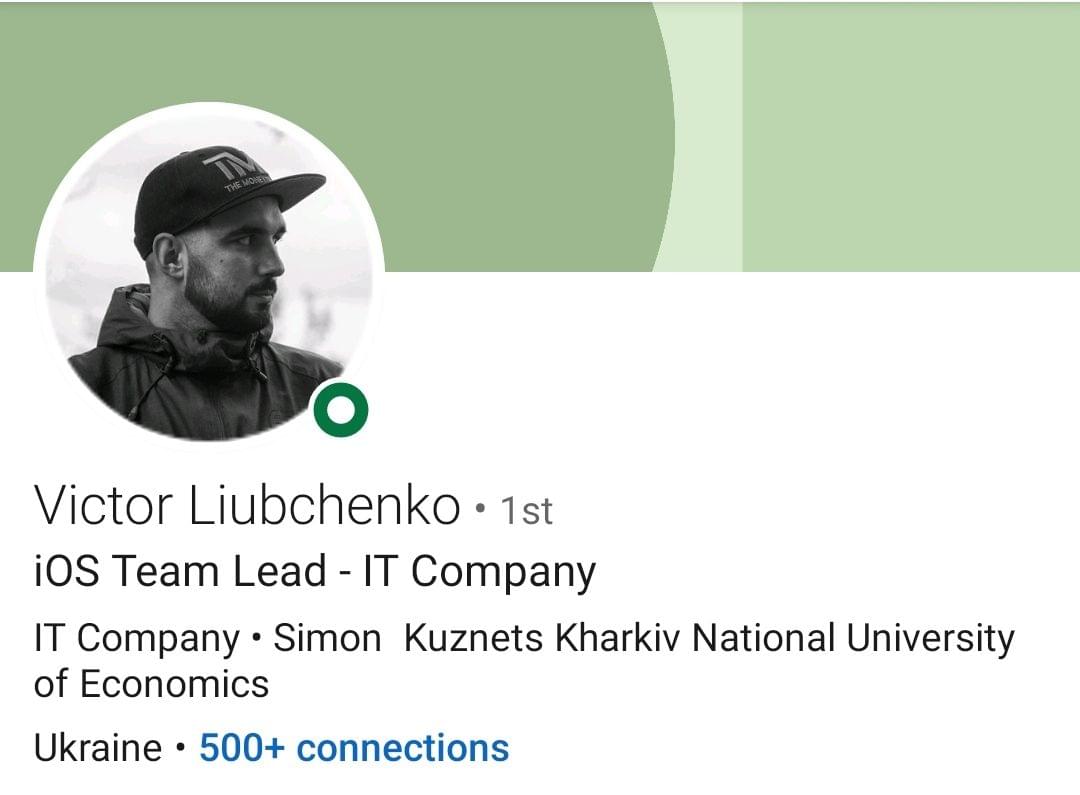 TM
THE MONEY
Victor Liubchenko • 1st
iOS Team Lead - IT Company
IT Company • Simon  Kuznets Kharkiv National University
of Economics
Ukraine • 500+ connections